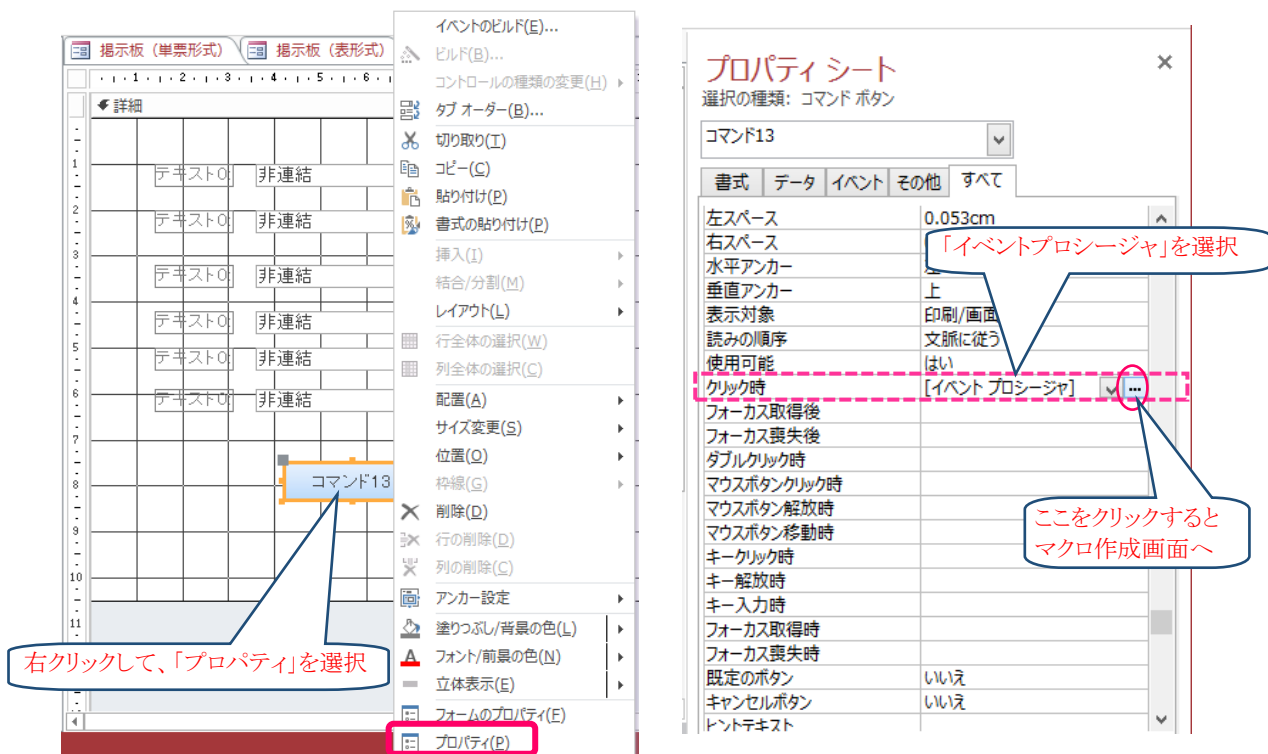 掲示板（単票形式）
掲示板（表形式）
・1・2・3・4・5・6・
詳細
1
2
3
4
5
6
7
8
9
10
11
テキスト0:
非連結
テキスト0:
非連結
テキスト0:
非連結
テキスト0:
非連結
テキスト0:
非連結
テキスト0:
非連結
コマンド13
右クリックして、「プロパティ」を選択
イベントのビルド(E)...
ビルド(B)...
コントロールの種類の変更(H)
タブ オーダー(B)...
切り取り(T)
コピー(C)
貼り付け(P)
書式の貼り付け(P)
挿入(I)
結合/分割(M)
レイアウト(L)
行全体の選択(W)
列全体の選択(C)
配置(A)
サイズ変更(S)
位置(O)
枠線(G)
削除(D)
行の削除(D)
列の削除(C)
アンカー設定
塗りつぶし/背景の色(L)
フォント/前景の色(N)
立体表示(E)
フォームのプロパティ(F)
プロパティ(P)
プロパティ シート
選択の種類: コマンド ボタン
コマンド13
書式 データ イベント その他 すべて
左スペース 0.053cm
右スペース
水平アンカー
垂直アンカー 上
表示対象 印刷/画面
読みの順序 文脈に従う
使用可能 はい
クリック時 [イベント プロシージャ]
フォーカス取得後
フォーカス喪失後
ダブルクリック時
マウスボタンクリック時
マウスボタン解放時
マウスボタン移動時
キークリック時
キー解放時
キー入力時
フォーカス取得時
フォーカス喪失時
既定のボタン いいえ
キャンセルボタン いいえ
ヒントテキスト
「イベントプロシージャ」を選択
ここをクリックすると
マクロ作成画面へ